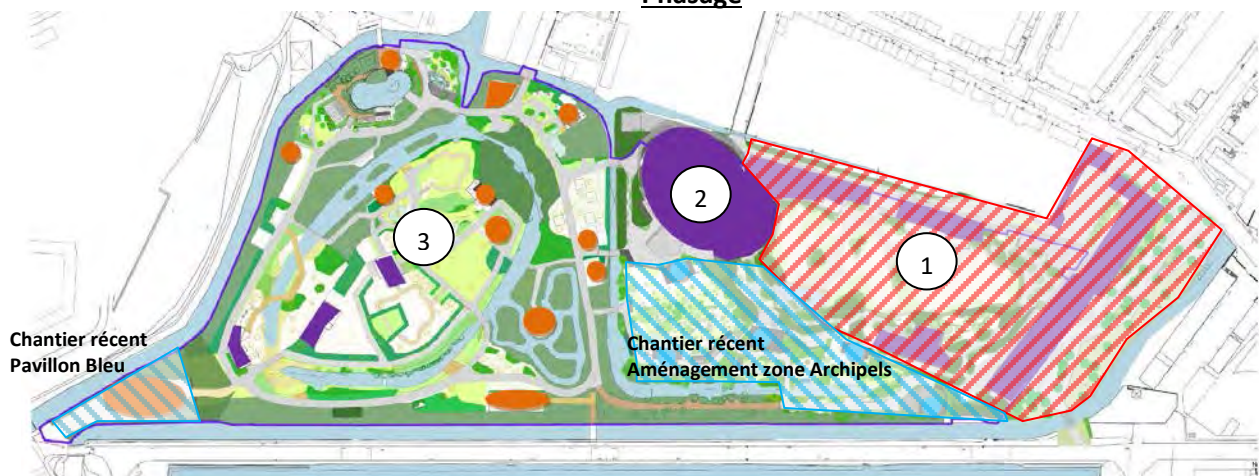 Phasage
2
3
1
Chantier récent
Pavillon Bleu
Chantier récent
Aménagement zone Archipels